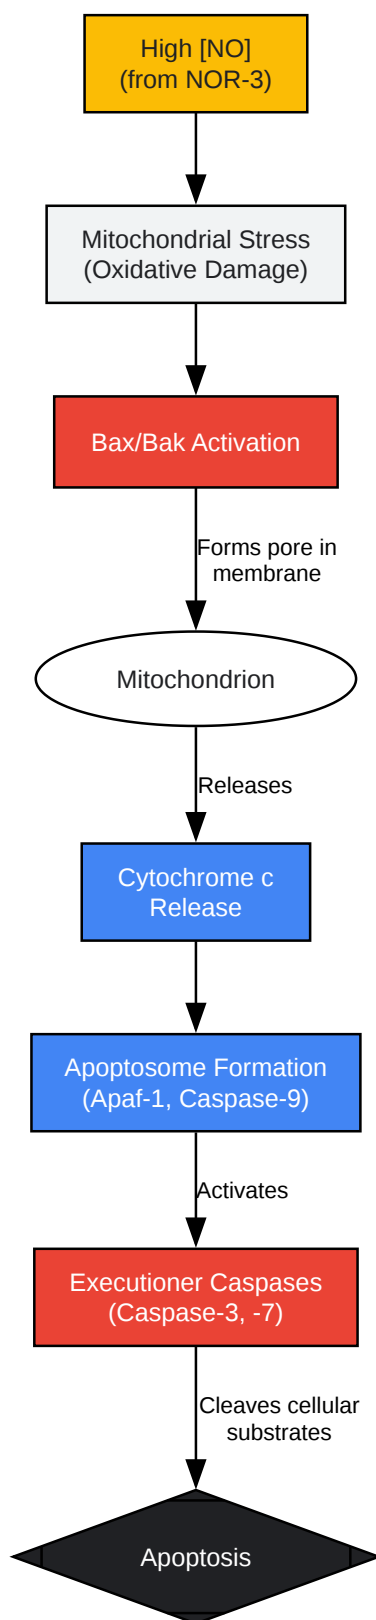 High [NO]
(from NOR-3)
Mitochondrial Stress
(Oxidative Damage)
Bax/Bak Activation
Forms pore in
membrane
Mitochondrion
Releases
Cytochrome c
Release
Apoptosome Formation
(Apaf-1, Caspase-9)
Activates
Executioner Caspases
(Caspase-3, -7)
Cleaves cellular
substrates
Apoptosis